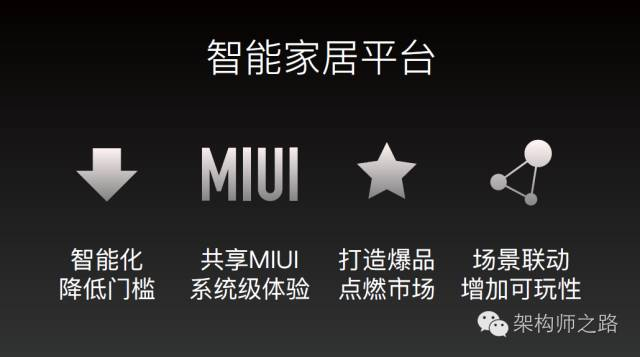 智能家居平台
MIUI
智能化
降低门槛
共享MIUI
系统级体验
打造爆品
点燃市场
场景联动
增加可玩性
架构师之路